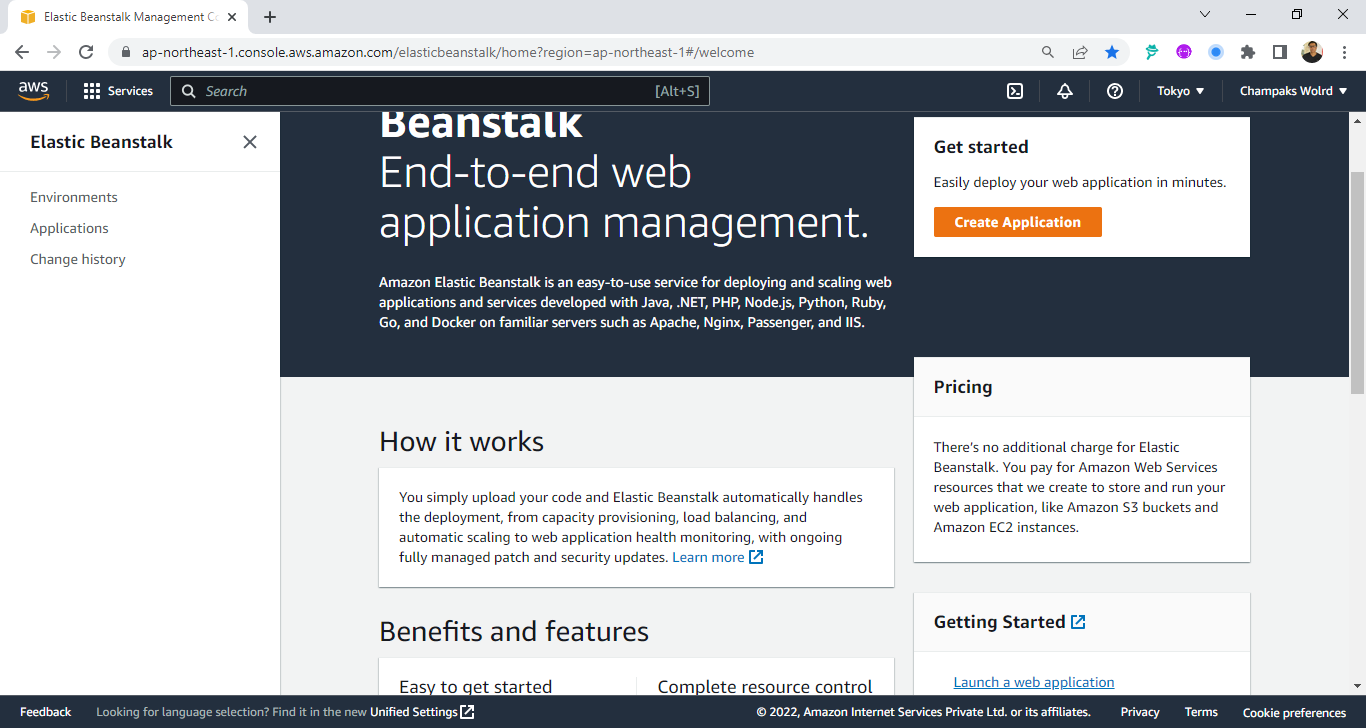 Elastic Beanstalk Management Co
ap-northeast-1.console.aws.amazon.com/elasticbeanstalk/home?region=ap-northeast-1#/welcome
aws
Services
Search
[Alt+S]
Tokyo
Champaks Wolrd
Elastic Beanstalk
Environments
Applications
Change history
Beanstalk
End-to-end web
application management.
Amazon Elastic Beanstalk is an easy-to-use service for deploying and scaling web
applications and services developed with Java, .NET, PHP, Node.js, Python, Ruby,
Go, and Docker on familiar servers such as Apache, Nginx, Passenger, and IIS.
Get started
Easily deploy your web application in minutes.
Create Application
How it works
You simply upload your code and Elastic Beanstalk automatically handles
the deployment, from capacity provisioning, load balancing, and
automatic scaling to web application health monitoring, with ongoing
fully managed patch and security updates. Learn more
Benefits and features
Easy to get started
Complete resource control
Pricing
There's no additional charge for Elastic
Beanstalk. You pay for Amazon Web Services
resources that we create to store and run your
web application, like Amazon S3 buckets and
Amazon EC2 instances.
Getting Started
Launch a web application
Feedback
Looking for language selection? Find it in the new Unified Settings
© 2022, Amazon Internet Services Private Ltd. or its affiliates.
Privacy
Terms
Cookie preferences